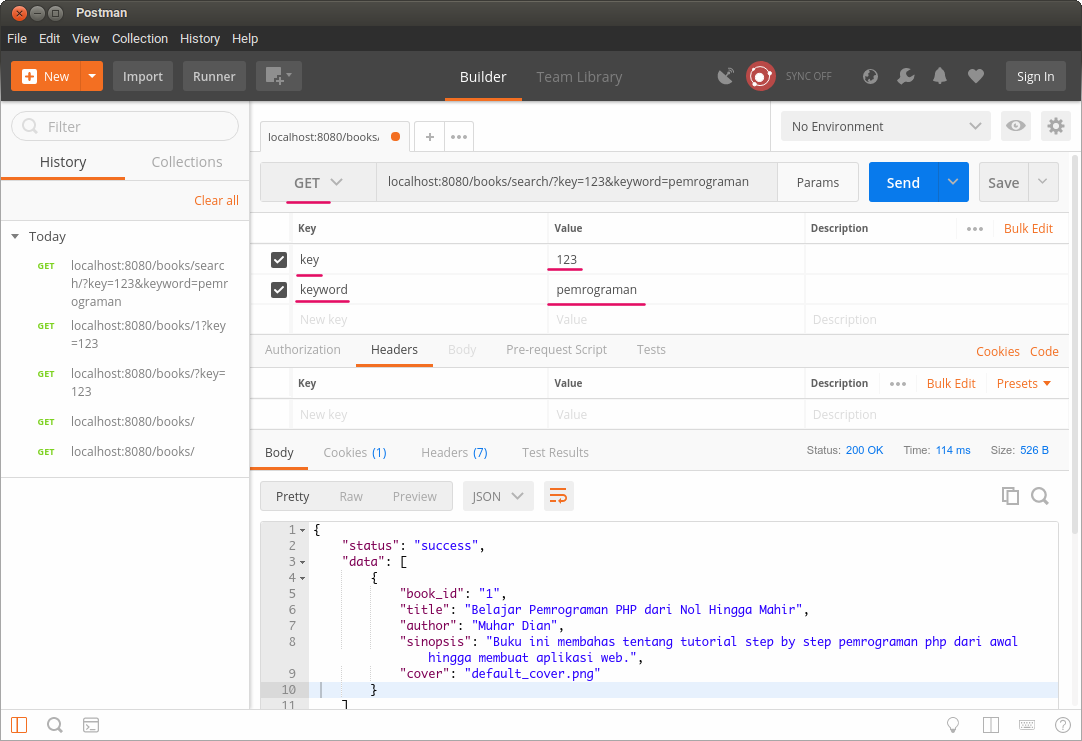 Postman
File Edit View Collection History Help
New Import Runner Builder Team Library SYNC OFF Sign In
Filter
History Collections
Clear all
Today
GET localhost:8080/books/searc
h/?key=123&keyword=pemr
ograman
GET localhost:8080/books/1?key
=123
GET localhost:8080/books/?key=
123
GET localhost:8080/books/
GET localhost:8080/books/
localhost:8080/books/ + •••
No Environment
GET localhost:8080/books/search/?key=123&keyword=pemrograman Params Send Save
Key Value Description ••• Bulk Edit
key 123
keyword pemrograman
New key Value Description
Authorization Headers Body Pre-request Script Tests Cookies Code
Key Value Description ••• Bulk Edit Presets
New key Value Description
Body Cookies (1) Headers (7) Test Results Status: 200 OK Time: 114 ms Size: 526 B
Pretty Raw Preview JSON
1 {
2 "status": "success",
3 "data": [
4 {
5 "book_id": "1",
6 "title": "Belajar Pemrograman PHP dari Nol Hingga Mahir",
7 "author": "Muhar Dian",
8 "sinopsis": "Buku ini membahas tentang tutorial step by step pemrograman php dari awal
hingga membuat aplikasi web.",
9 "cover": "default_cover.png"
10 }
11 ]